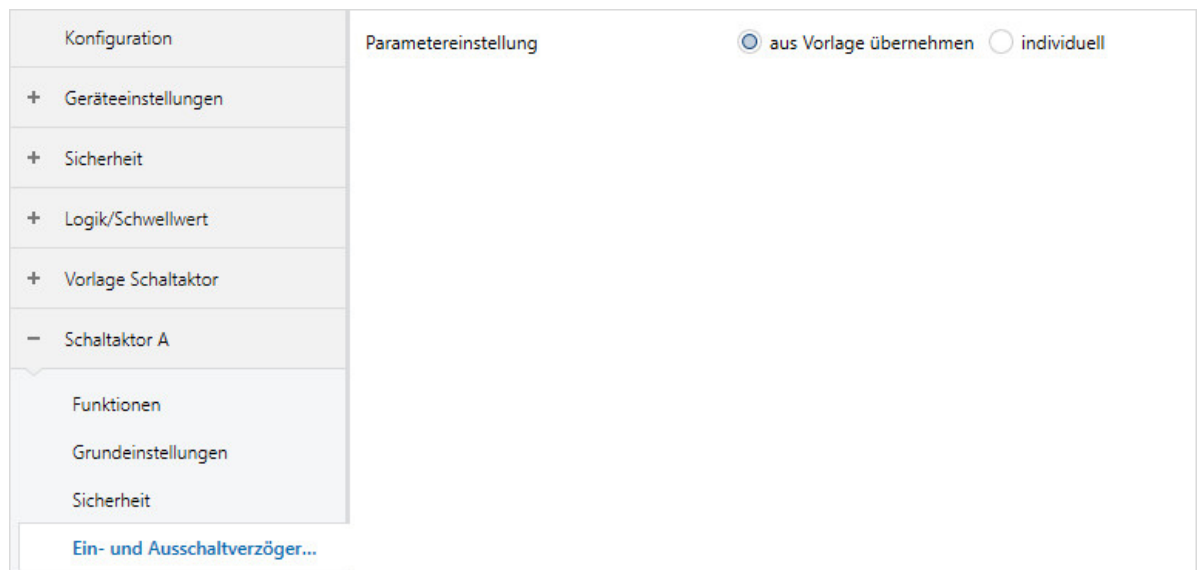 Konfiguration
Parametereinstellung aus Vorlage übernehmen individuell
+ Geräteeinstellungen
+ Sicherheit
+ Logik/Schwellwert
+ Vorlage Schaltaktor
− Schaltaktor A
Funktionen
Grundeinstellungen
Sicherheit
Ein- und Ausschaltverzöger...